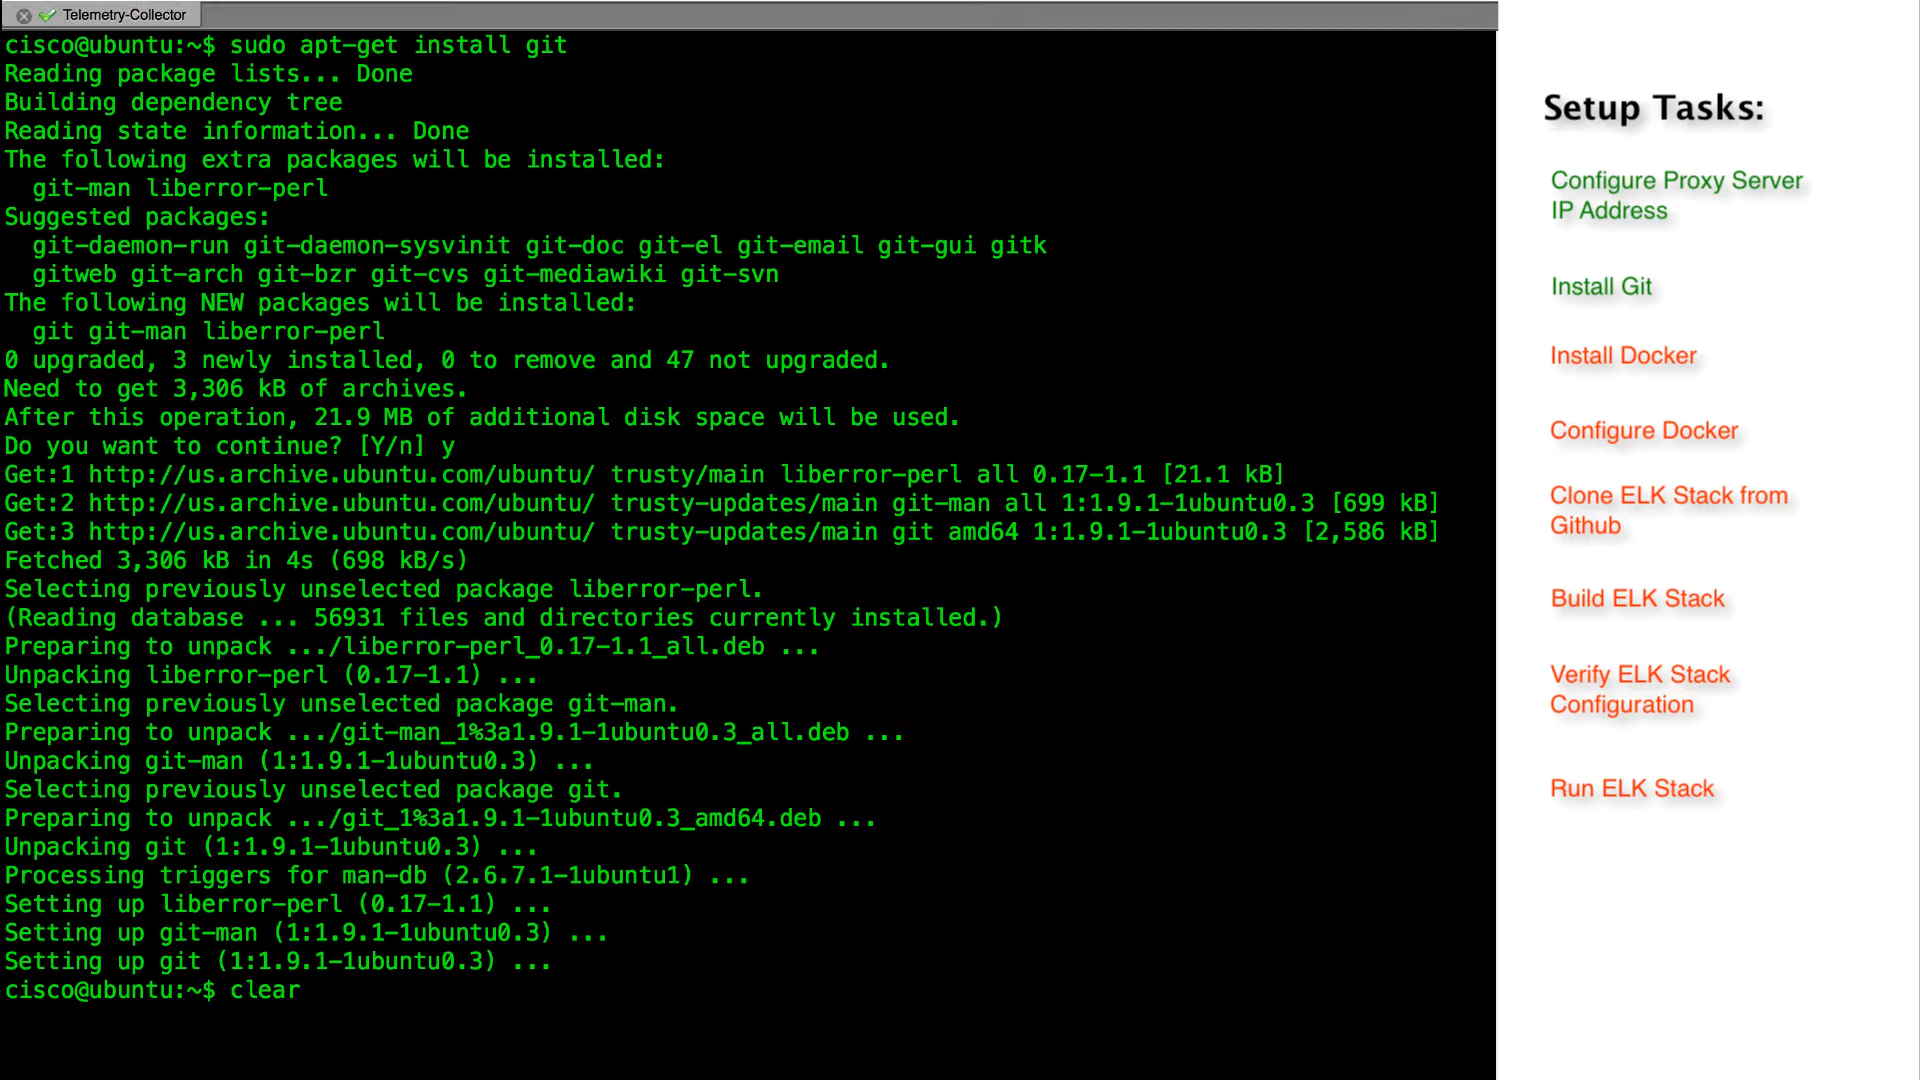 Telemetry-Collector
cisco@ubuntu:~$ sudo apt-get install git
Reading package lists... Done
Building dependency tree
Reading state information... Done
The following extra packages will be installed:
  git-man liberror-perl
Suggested packages:
  git-daemon-run git-daemon-sysvinit git-doc git-el git-email git-gui gitk
  gitweb git-arch git-bzr git-cvs git-mediawiki git-svn
The following NEW packages will be installed:
  git git-man liberror-perl
0 upgraded, 3 newly installed, 0 to remove and 47 not upgraded.
Need to get 3,306 kB of archives.
After this operation, 21.9 MB of additional disk space will be used.
Do you want to continue? [Y/n] y
Get:1 http://us.archive.ubuntu.com/ubuntu/ trusty/main liberror-perl all 0.17-1.1 [21.1 kB]
Get:2 http://us.archive.ubuntu.com/ubuntu/ trusty-updates/main git-man all 1:1.9.1-1ubuntu0.3 [699 kB]
Get:3 http://us.archive.ubuntu.com/ubuntu/ trusty-updates/main git amd64 1:1.9.1-1ubuntu0.3 [2,586 kB]
Fetched 3,306 kB in 4s (698 kB/s)
Selecting previously unselected package liberror-perl.
(Reading database ... 56931 files and directories currently installed.)
Preparing to unpack .../liberror-perl_0.17-1.1_all.deb ...
Unpacking liberror-perl (0.17-1.1) ...
Selecting previously unselected package git-man.
Preparing to unpack .../git-man_1%3a1.9.1-1ubuntu0.3_all.deb ...
Unpacking git-man (1:1.9.1-1ubuntu0.3) ...
Selecting previously unselected package git.
Preparing to unpack .../git_1%3a1.9.1-1ubuntu0.3_amd64.deb ...
Unpacking git (1:1.9.1-1ubuntu0.3) ...
Processing triggers for man-db (2.6.7.1-1ubuntu1) ...
Setting up liberror-perl (0.17-1.1) ...
Setting up git-man (1:1.9.1-1ubuntu0.3) ...
Setting up git (1:1.9.1-1ubuntu0.3) ...
cisco@ubuntu:~$ clear
Setup Tasks:
Configure Proxy Server
IP Address
Install Git
Install Docker
Configure Docker
Clone ELK Stack from
Github
Build ELK Stack
Verify ELK Stack
Configuration
Run ELK Stack